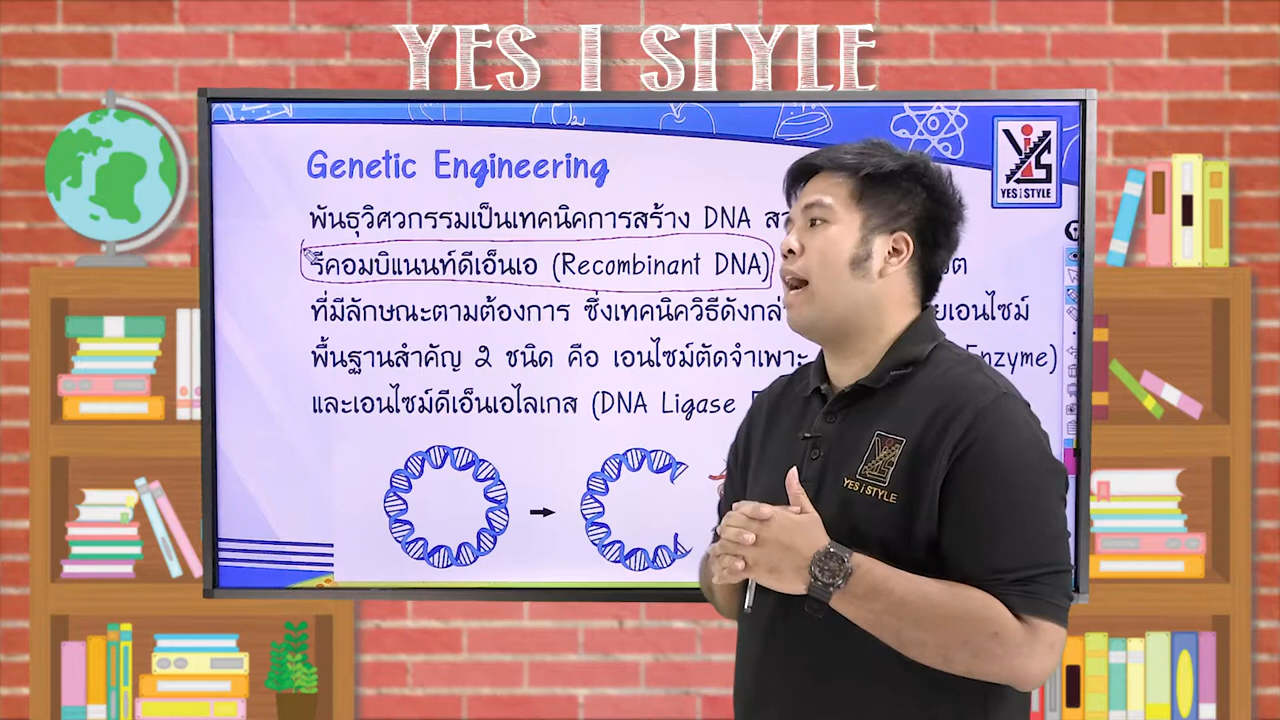 YES I STYLE
Genetic Engineering
YES i STYLE
พันธุวิศวกรรมเป็นเทคนิคการสร้าง DNA
รีคอมบิแนนท์ดีเอ็นเอ (Recombinant DNA)
ที่มีลักษณะตามต้องการ ซึ่งเทคนิควิธีดังกล่ เอนไซม์
พื้นฐานสำคัญ 2 ชนิด คือ เอนไซม์ตัดจำเพาะ Enzyme)
และเอนไซม์ดีเอ็นเอไลเกส (DNA Ligase
YES i STYLE